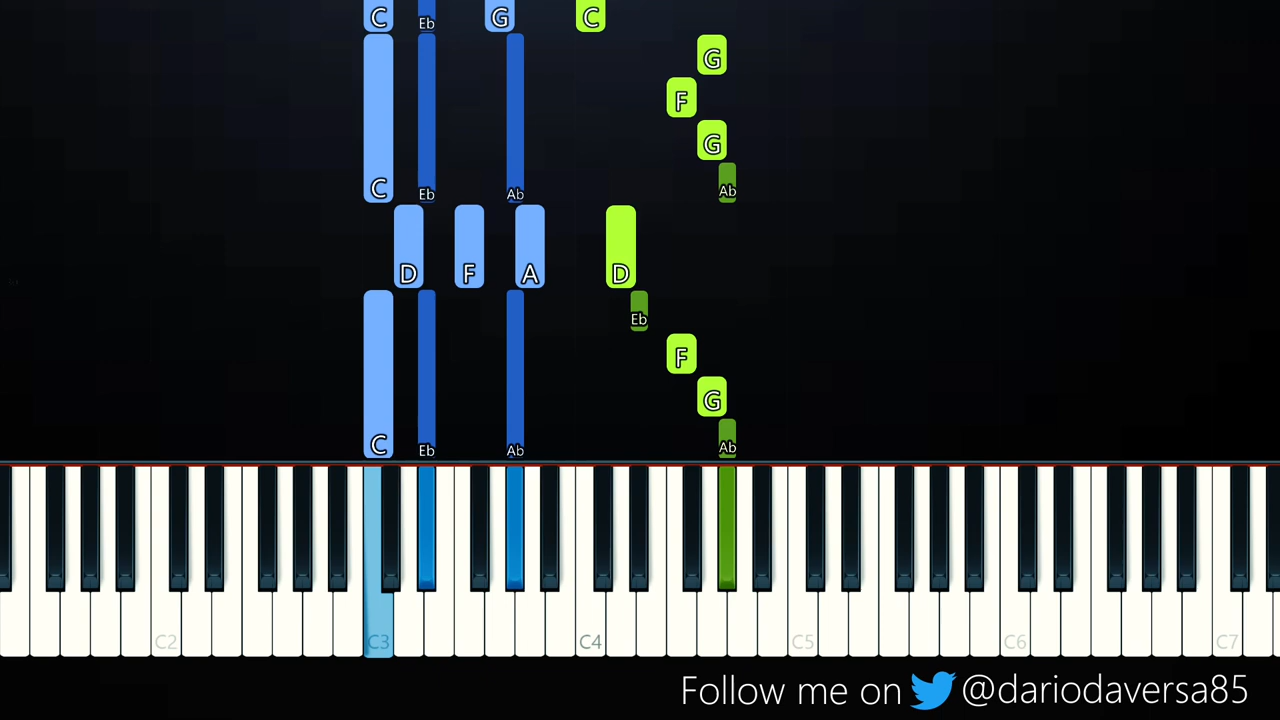 C Eb G C
G
F
G
C Eb Ab Ab
D F A D
Eb
F
G
C Eb Ab Ab
C2 C3 C4 C5 C6 C7
Follow me on @dariodaversa85